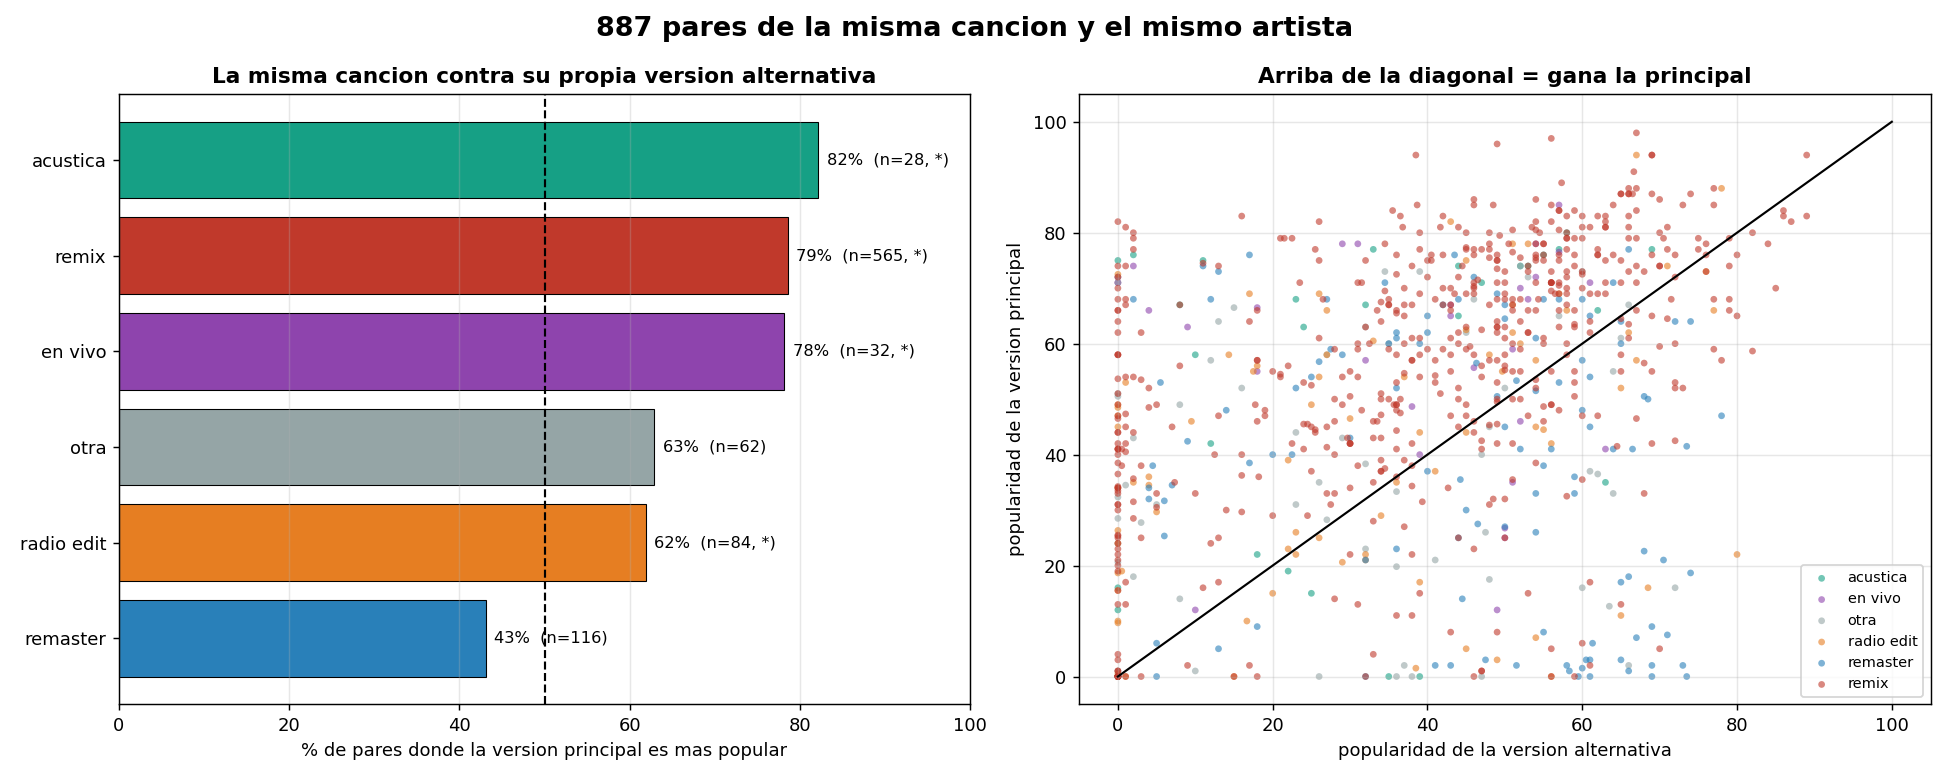 887 pares de la misma cancion y el mismo artista
La misma cancion contra su propia version alternativa
acustica
82%  (n=28, *)
remix
79%  (n=565, *)
en vivo
78%  (n=32, *)
otra
63%  (n=62)
radio edit
62%  (n=84, *)
remaster
43%  (n=116)
0 20 40 60 80 100
% de pares donde la version principal es mas popular
Arriba de la diagonal = gana la principal
popularidad de la version principal
100
80
60
40
20
0
acustica
en vivo
otra
radio edit
remaster
remix
0 20 40 60 80 100
popularidad de la version alternativa